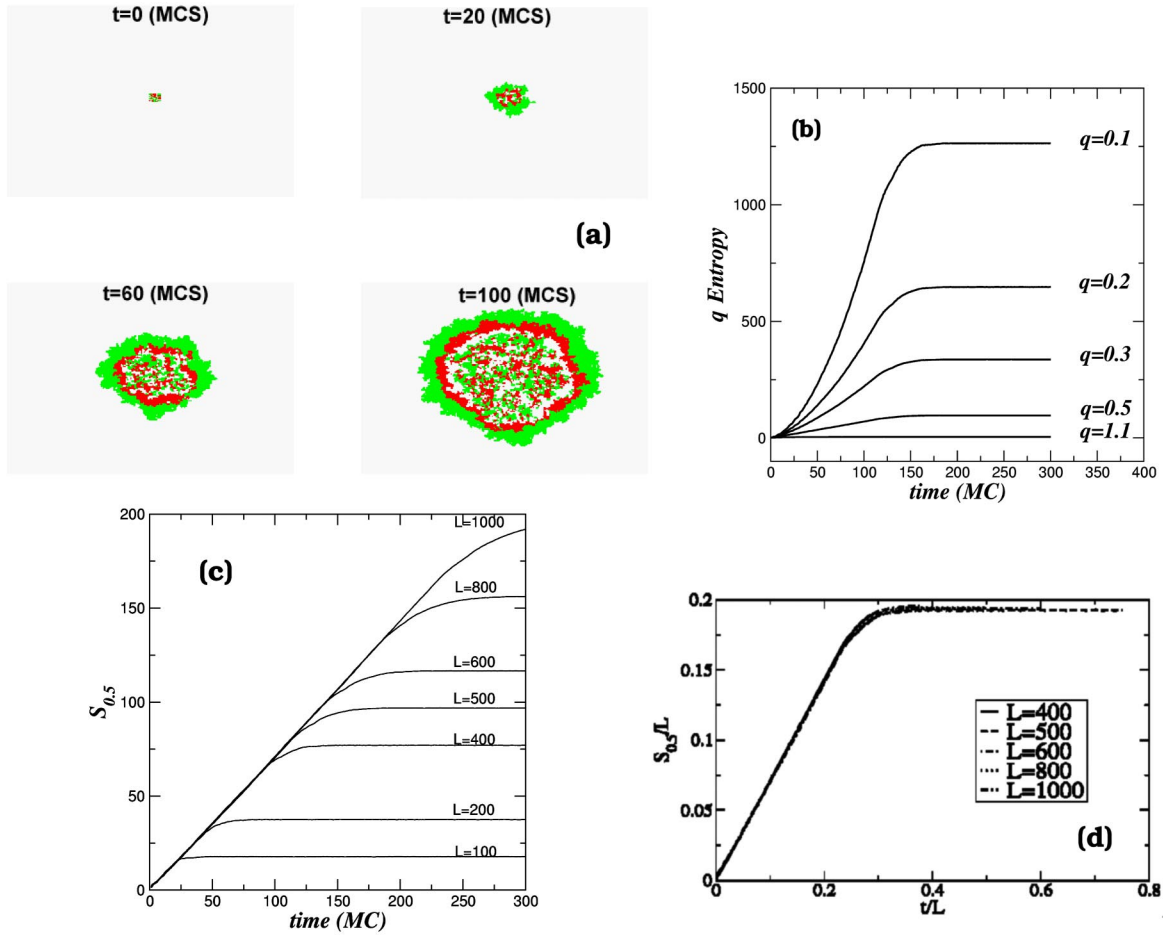 t=0 (MCS)
t=20 (MCS)
(a)
t=60 (MCS)
t=100 (MCS)
(b)
q Entropy
1500
1000
500
0
q=0.1
q=0.2
q=0.3
q=0.5
q=1.1
0 50 100 150 200 250 300 350 400
time (MC)
(c)
S0.5
200
150
100
50
0
L=1000
L=800
L=600
L=500
L=400
L=200
L=100
0 50 100 150 200 250 300
time (MC)
S0.5/L
0.2
0.15
0.1
0.05
0
L=400
L=500
L=600
L=800
L=1000
(d)
0 0.2 0.4 0.6 0.8
t/L